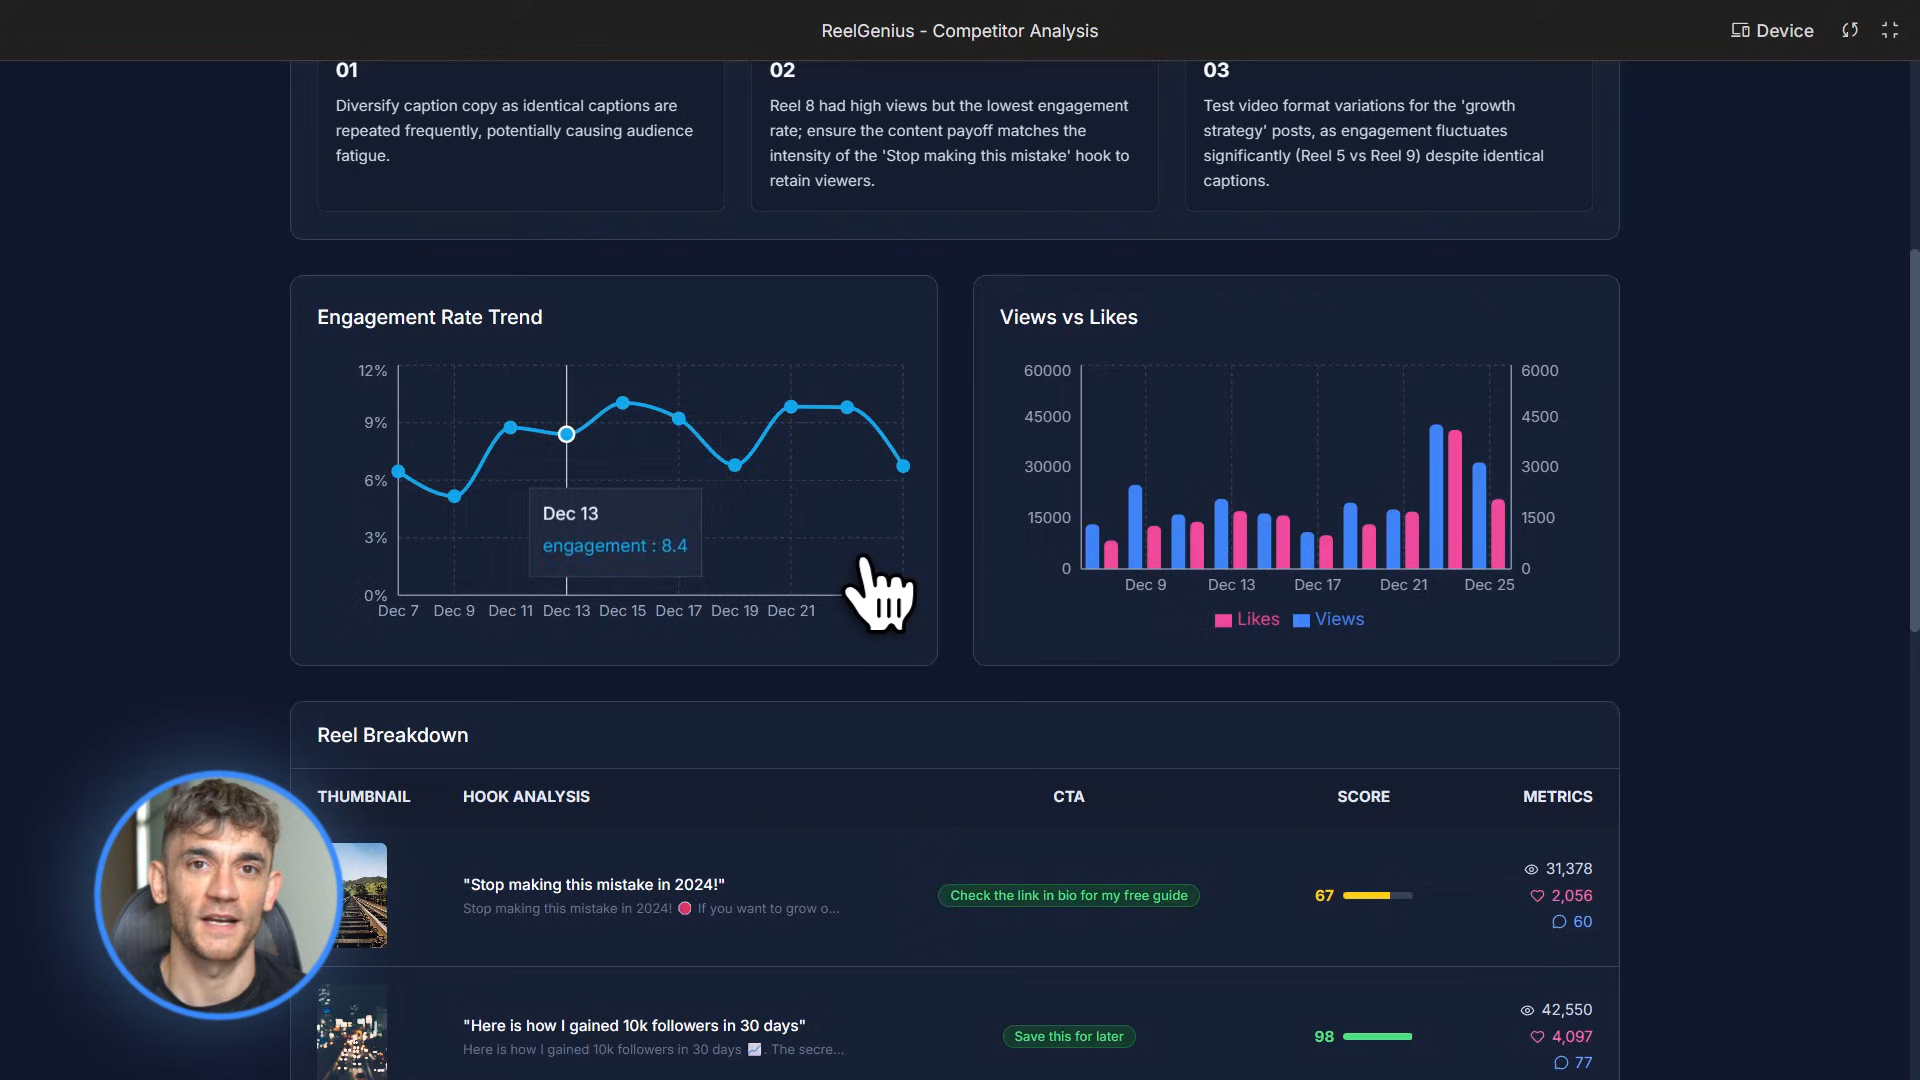 ReelGenius - Competitor Analysis
Device
01
Diversify caption copy as identical captions are
repeated frequently, potentially causing audience
fatigue.
02
Reel 8 had high views but the lowest engagement
rate; ensure the content payoff matches the
intensity of the 'Stop making this mistake' hook to
retain viewers.
03
Test video format variations for the 'growth
strategy' posts, as engagement fluctuates
significantly (Reel 5 vs Reel 9) despite identical
captions.
Engagement Rate Trend
12%
9%
6%
3%
0%
Dec 13
engagement : 8.4
Dec 7 Dec 9 Dec 11 Dec 13 Dec 15 Dec 17 Dec 19 Dec 21
Views vs Likes
60000
45000
30000
15000
0
6000
4500
3000
1500
0
Dec 9 Dec 13 Dec 17 Dec 21 Dec 25
Likes Views
Reel Breakdown
THUMBNAIL HOOK ANALYSIS CTA SCORE METRICS
"Stop making this mistake in 2024!"
Stop making this mistake in 2024! 🛑 If you want to grow o...
Check the link in bio for my free guide
67
31,378
2,056
60
"Here is how I gained 10k followers in 30 days"
Here is how I gained 10k followers in 30 days 📈. The secre...
Save this for later
98
42,550
4,097
77